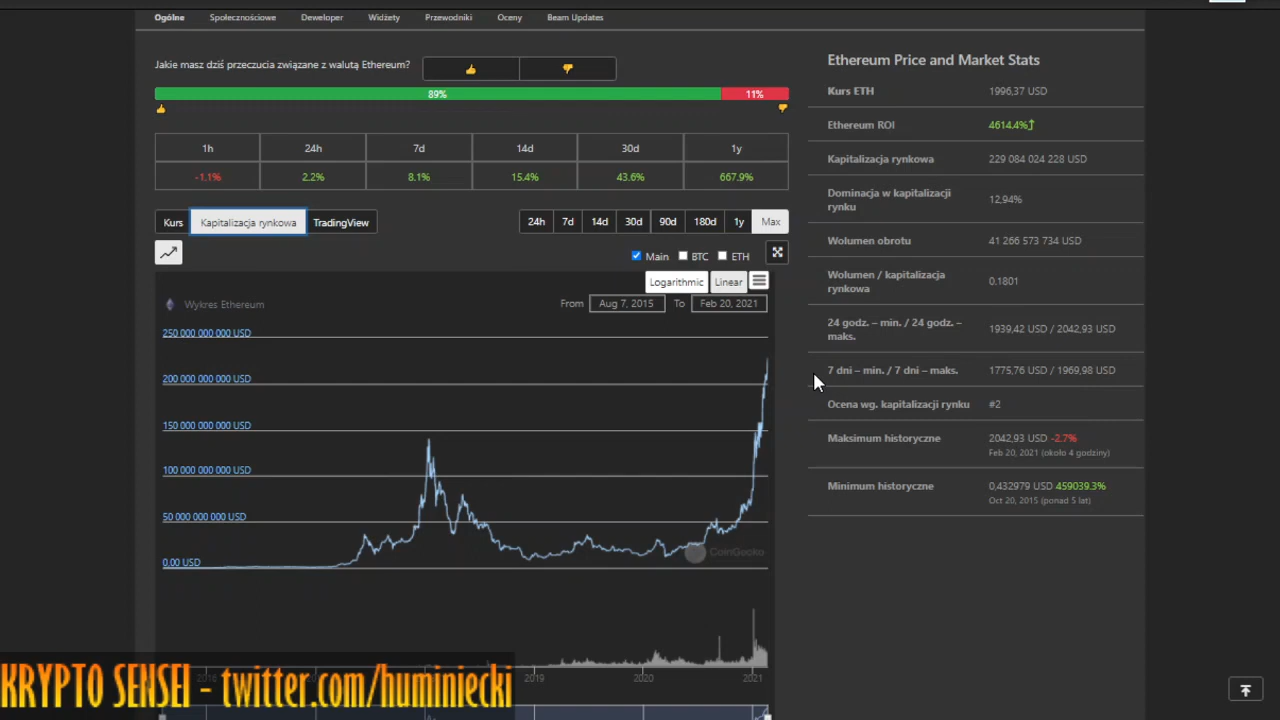 Ogólne Społecznościowe Deweloper Widżety Przewodniki Oceny Beam Updates
Jakie masz dziś przeczucia związane z walutą Ethereum?
89% 11%
1h 24h 7d 14d 30d 1y
-1.1% 2.2% 8.1% 15.4% 43.6% 667.9%
Kurs Kapitalizacja rynkowa TradingView
24h 7d 14d 30d 90d 180d 1y Max
Main BTC ETH
Logarithmic Linear
Wykres Ethereum
From Aug 7, 2015 To Feb 20, 2021
250 000 000 000 USD
200 000 000 000 USD
150 000 000 000 USD
100 000 000 000 USD
50 000 000 000 USD
0,00 USD
CoinGecko
2019 2020 2021
Ethereum Price and Market Stats
Kurs ETH 1996,37 USD
Ethereum ROI 4614.4%
Kapitalizacja rynkowa 229 084 024 228 USD
Dominacja w kapitalizacji
rynku 12,94%
Wolumen obrotu 41 266 573 734 USD
Wolumen / kapitalizacja
rynkowa 0.1801
24 godz. – min. / 24 godz. –
maks. 1939,42 USD / 2042,93 USD
7 dni – min. / 7 dni – maks. 1775,76 USD / 1969,98 USD
Ocena wg. kapitalizacji rynku #2
Maksimum historyczne 2042,93 USD -2.7%
Feb 20, 2021 (około 4 godziny)
Minimum historyczne 0,432979 USD 459039.3%
Oct 20, 2015 (ponad 5 lat)
KRYPTO SENSEI - twitter.com/huminiecki